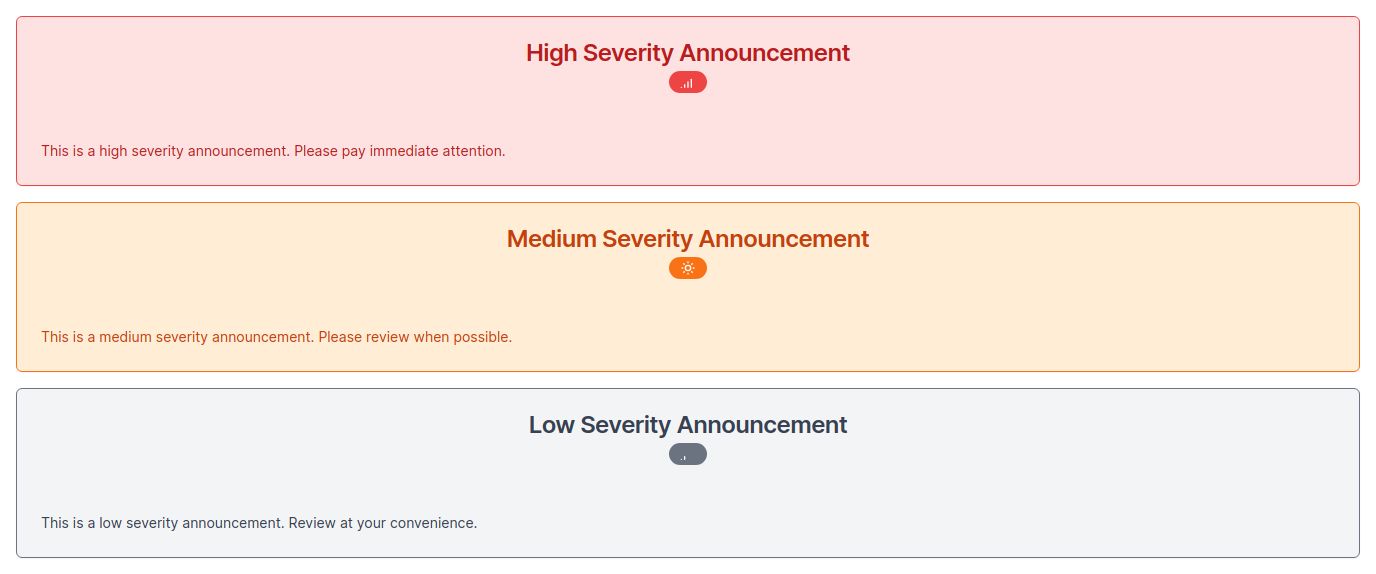 High Severity Announcement
This is a high severity announcement. Please pay immediate attention.
Medium Severity Announcement
This is a medium severity announcement. Please review when possible.
Low Severity Announcement
This is a low severity announcement. Review at your convenience.